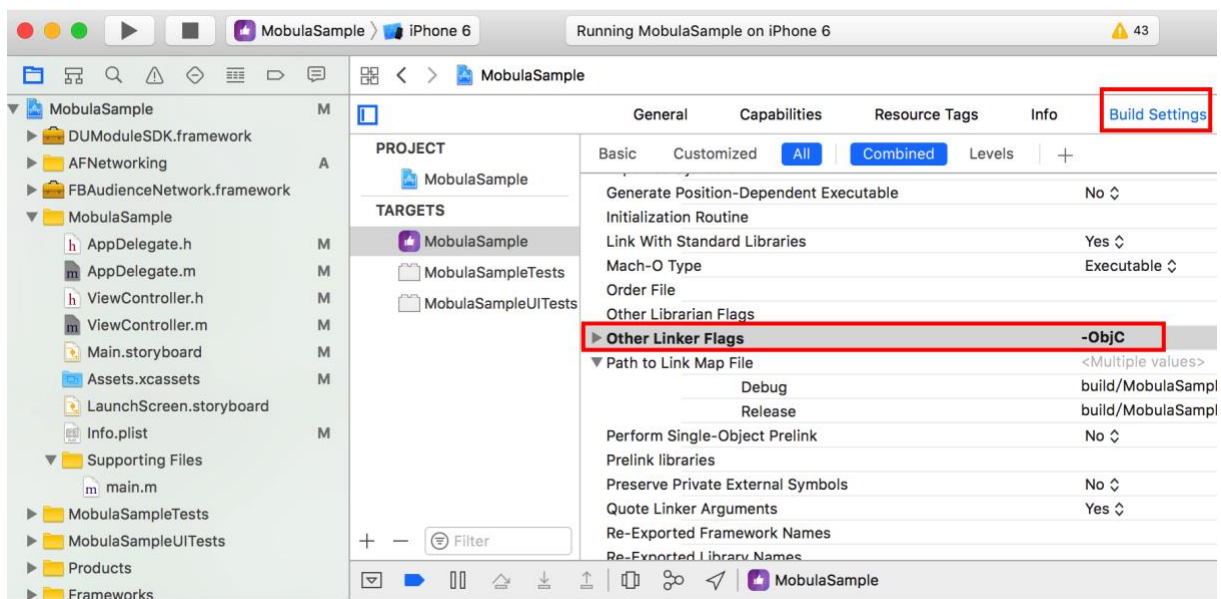 MobulaSample iPhone 6 Running MobulaSample on iPhone 6 43
MobulaSample
General Capabilities Resource Tags Info Build Settings
Basic Customized All Combined Levels
MobulaSample M
DUModuleSDK.framework
AFNetworking A
FBAudienceNetwork.framework
MobulaSample
h AppDelegate.h M
m AppDelegate.m M
h ViewController.h M
m ViewController.m M
Main.storyboard M
Assets.xcassets M
LaunchScreen.storyboard
Info.plist M
Supporting Files
m main.m
MobulaSampleTests
MobulaSampleUITests
Products
Frameworks
PROJECT
MobulaSample
TARGETS
MobulaSample
MobulaSampleTests
MobulaSampleUITests
Filter
Generate Position-Dependent Executable No
Initialization Routine
Link With Standard Libraries Yes
Mach-O Type Executable
Order File
Other Librarian Flags
Other Linker Flags -ObjC
Path to Link Map File <Multiple values>
Debug build/MobulaSampl
Release build/MobulaSampl
Perform Single-Object Prelink No
Prelink libraries
Preserve Private External Symbols No
Quote Linker Arguments Yes
Re-Exported Framework Names
Re-Exported Library Names
MobulaSample